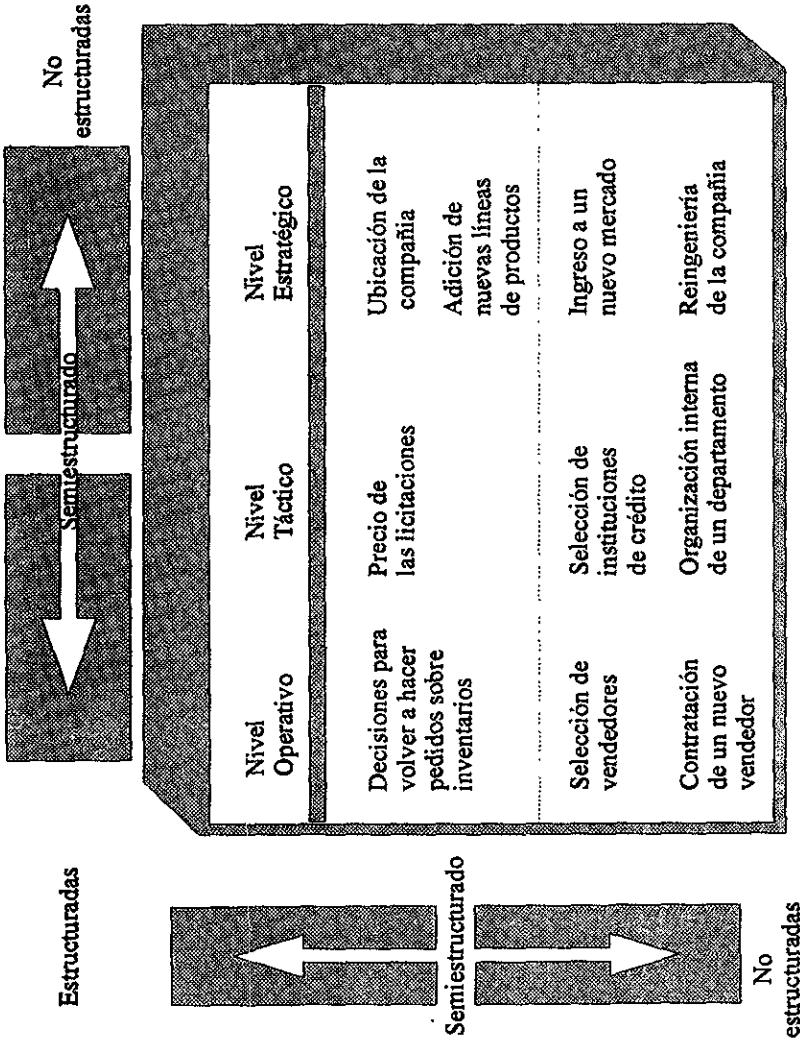 Estructuradas
Semiestructurado
No
estructuradas
Semiestructurado
No
estructuradas
Nivel
Operativo
Nivel
Táctico
Nivel
Estratégico
Decisiones para
volver a hacer
pedidos sobre
inventarios
Precio de
las licitaciones
Ubicación de la
compañia
Adición de
nuevas líneas
de productos
Selección de
vendedores
Selección de
instituciones
de crédito
Ingreso a un
nuevo mercado
Contratación
de un nuevo
vendedor
Organización interna
de un departamento
Reingeniería
de la compañia